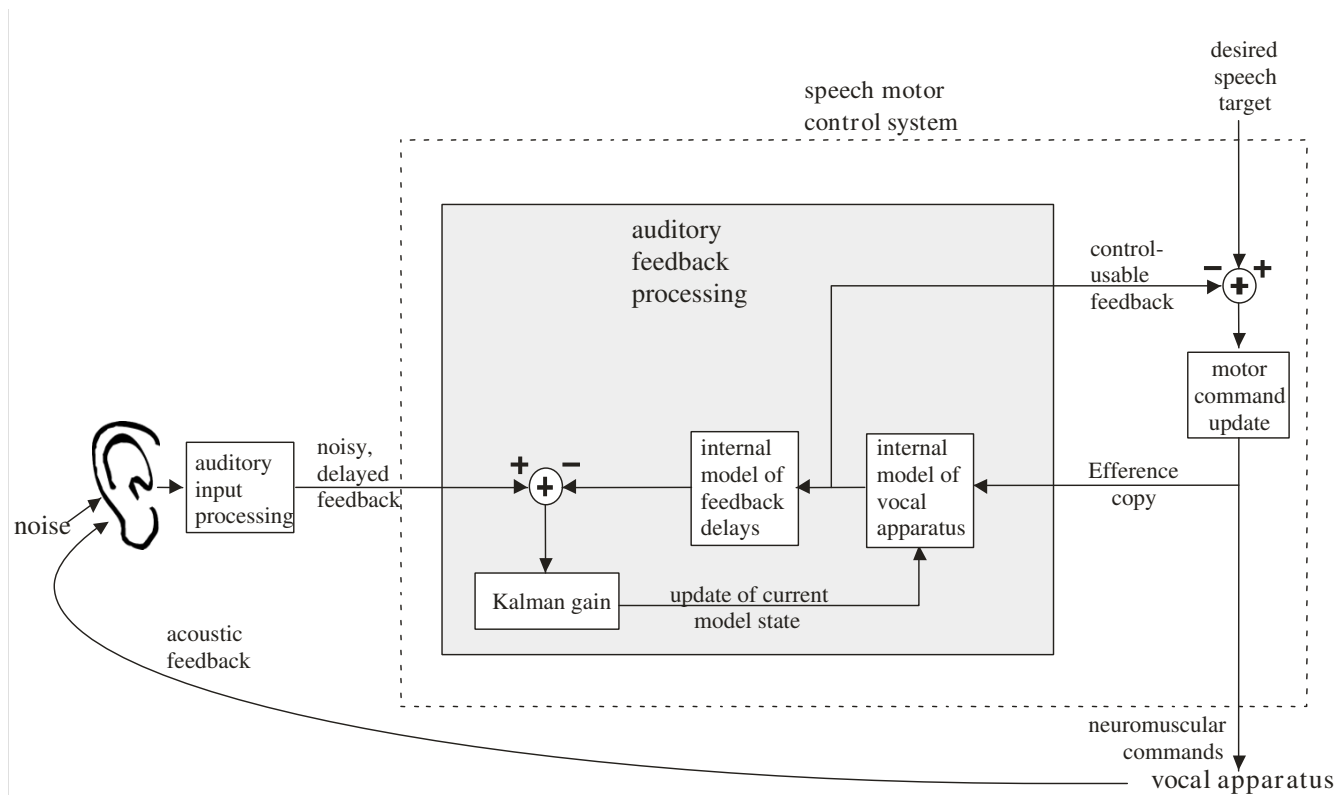 desired
speech
target
speech motor
control system
auditory
feedback
processing
control-
usable
feedback
− +
+
motor
command
update
auditory
input
processing
noisy,
delayed
feedback
+ −
+
internal
model of
feedback
delays
internal
model of
vocal
apparatus
Efference
copy
noise
Kalman gain
update of current
model state
acoustic
feedback
neuromuscular
commands
vocal apparatus